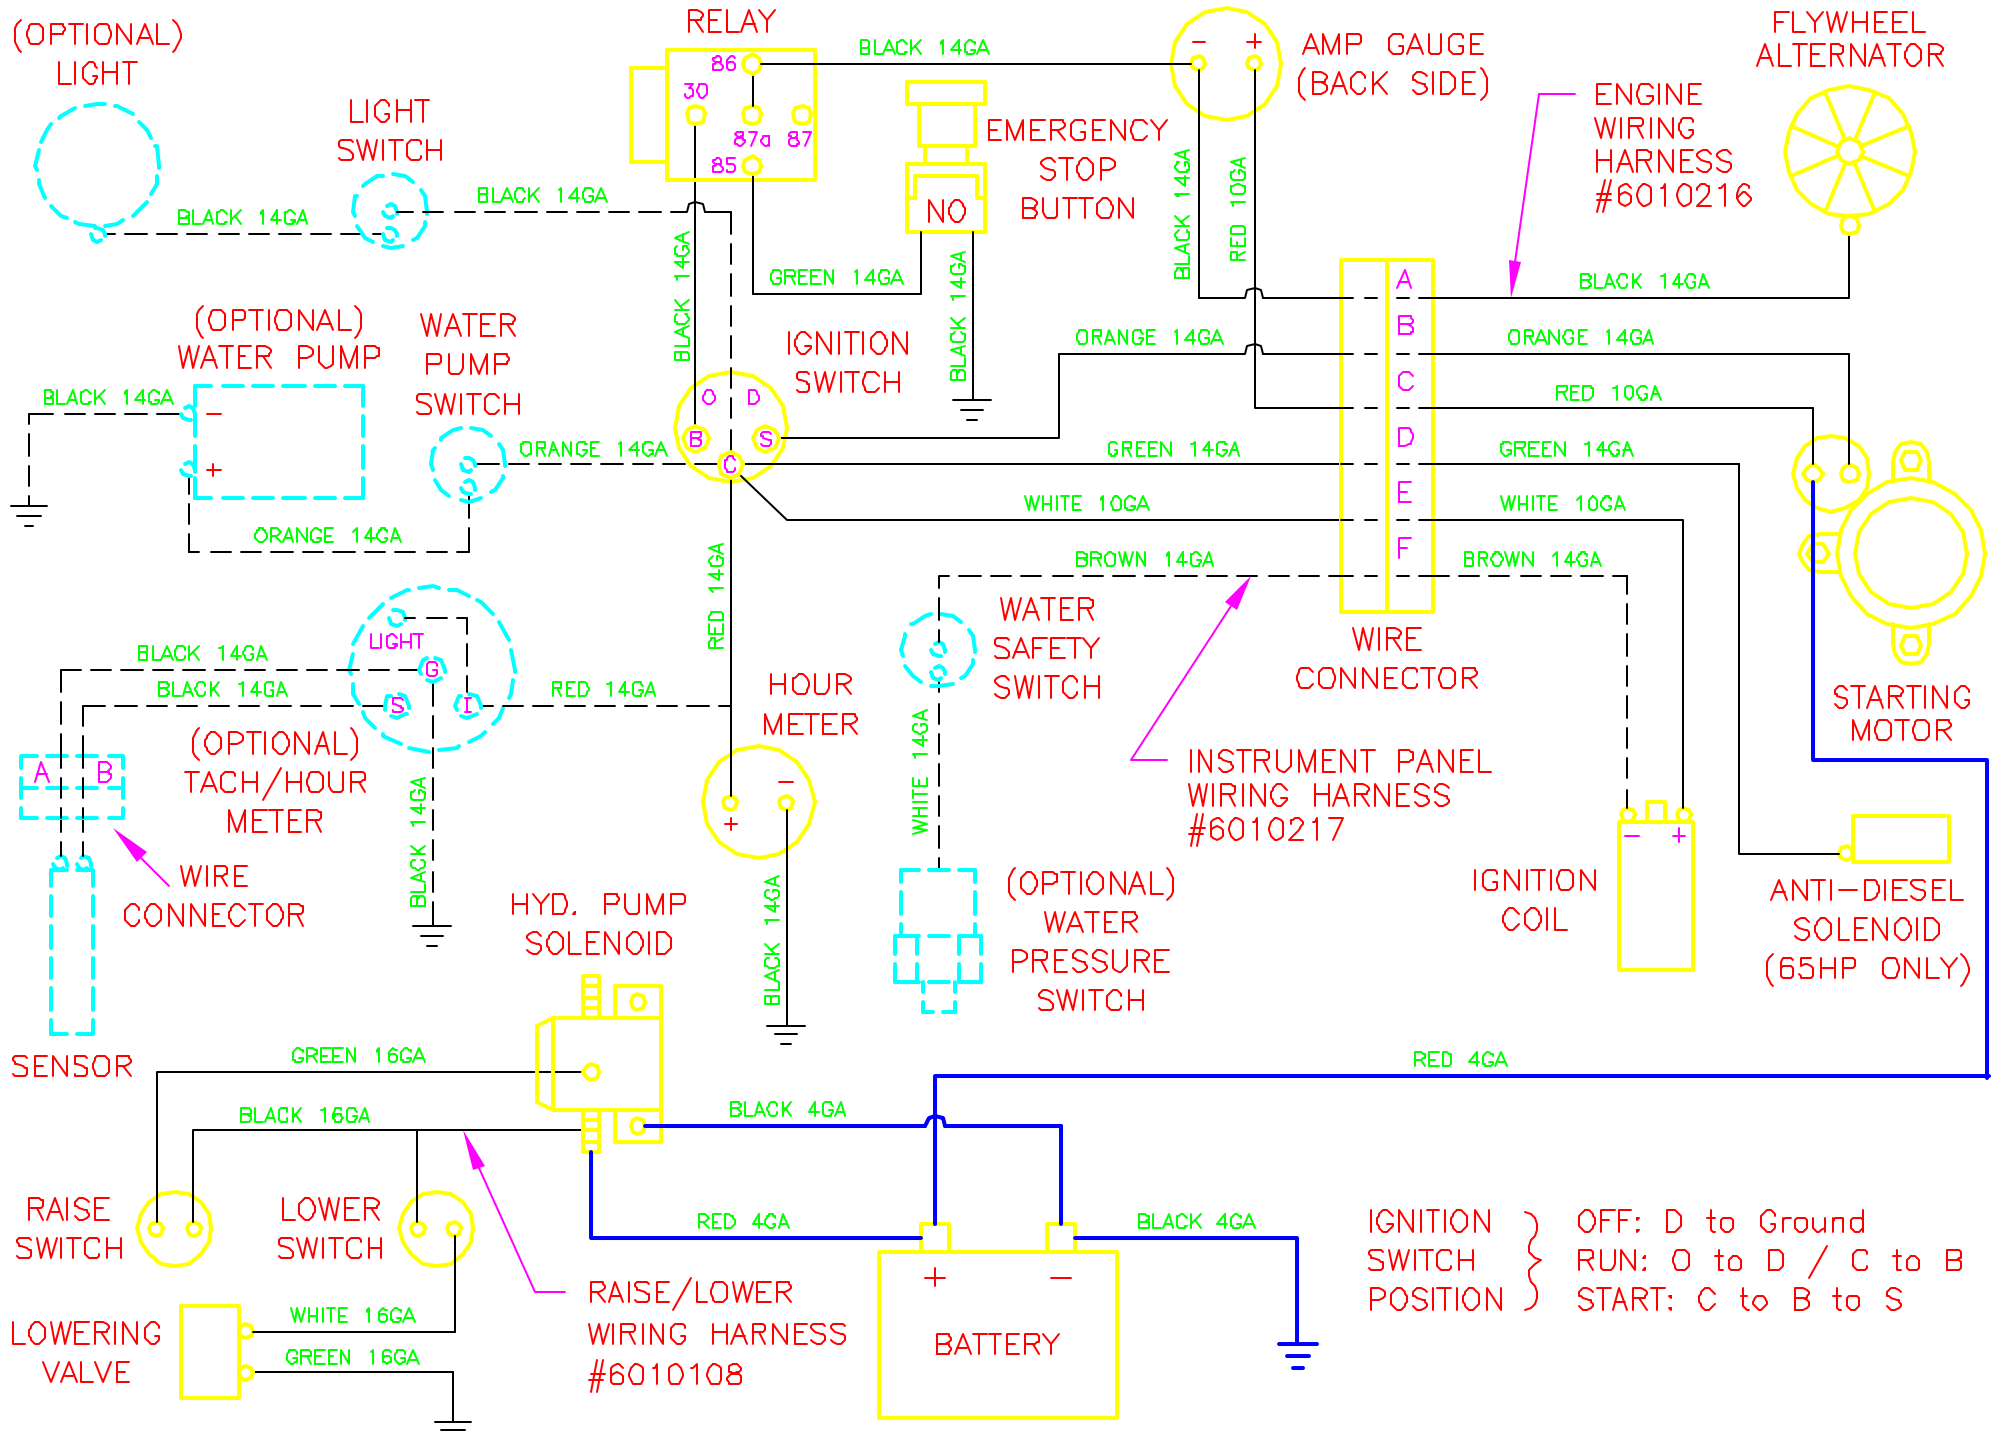 (OPTIONAL)
LIGHT
LIGHT
SWITCH
BLACK 14GA
BLACK 14GA
RELAY
86
30
87a
87
85
BLACK 14GA
BLACK 14GA
GREEN 14GA
EMERGENCY
STOP
BUTTON
NO
BLACK 14GA
-
+
AMP GAUGE
(BACK SIDE)
BLACK 14GA
RED 10GA
ENGINE
WIRING
HARNESS
#6010216
FLYWHEEL
ALTERNATOR
(OPTIONAL)
WATER PUMP
WATER
PUMP
SWITCH
BLACK 14GA
-
+
ORANGE 14GA
ORANGE 14GA
IGNITION
SWITCH
O
D
B
S
C
ORANGE 14GA
GREEN 14GA
WHITE 10GA
BROWN 14GA
A
B
C
D
E
F
BLACK 14GA
ORANGE 14GA
RED 10GA
GREEN 14GA
WHITE 10GA
BROWN 14GA
WIRE
CONNECTOR
STARTING
MOTOR
LIGHT
G
S
I
BLACK 14GA
BLACK 14GA
RED 14GA
RED 14GA
BLACK 14GA
(OPTIONAL)
TACH/HOUR
METER
A
B
WIRE
CONNECTOR
SENSOR
HOUR
METER
-
+
BLACK 14GA
WATER
SAFETY
SWITCH
WHITE 14GA
INSTRUMENT PANEL
WIRING HARNESS
#6010217
(OPTIONAL)
WATER
PRESSURE
SWITCH
-
+
IGNITION
COIL
ANTI-DIESEL
SOLENOID
(65HP ONLY)
HYD. PUMP
SOLENOID
GREEN 16GA
BLACK 16GA
BLACK 4GA
RED 4GA
RED 4GA
BLACK 4GA
RAISE
SWITCH
LOWER
SWITCH
WHITE 16GA
GREEN 16GA
LOWERING
VALVE
RAISE/LOWER
WIRING HARNESS
#6010108
+
-
BATTERY
IGNITION
SWITCH
POSITION
OFF: D to Ground
RUN: O to D / C to B
START: C to B to S